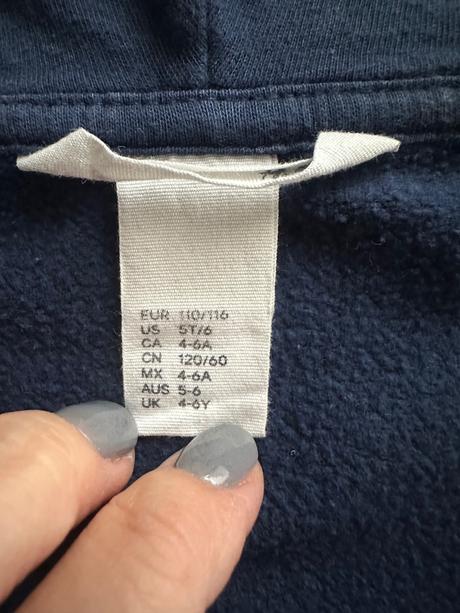 EUR 110/116
US 5T/6
CA 4-6A
CN 120/60
MX 4-6A
AUS 5-6
UK 4-6Y